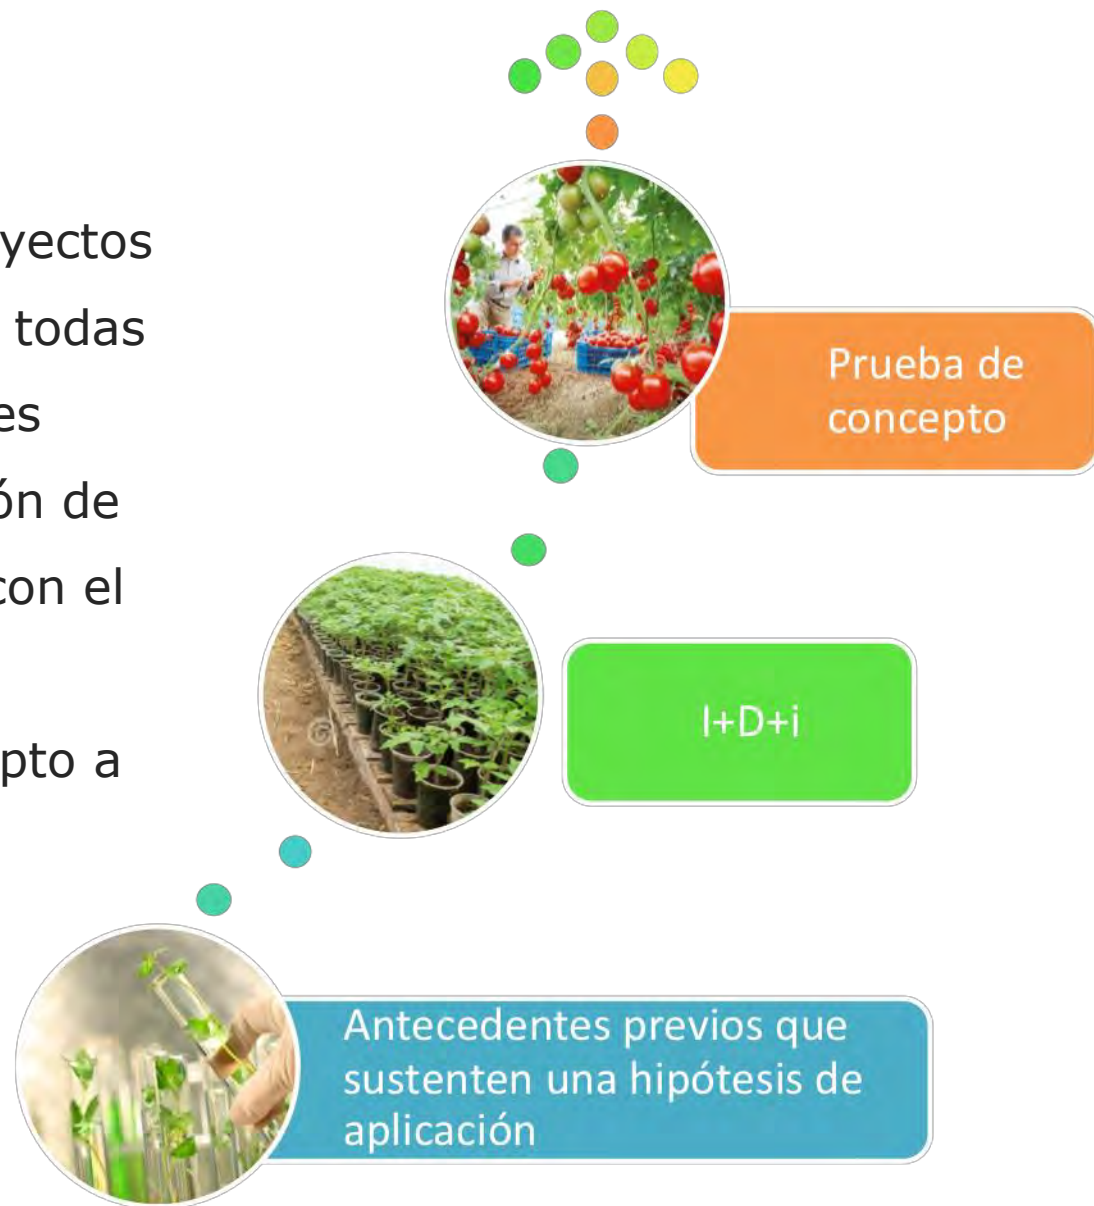 yectos
todas
es
ón de
con el
pto a
Prueba de
concepto
I+D+i
Antecedentes previos que
sustenten una hipótesis de
aplicación